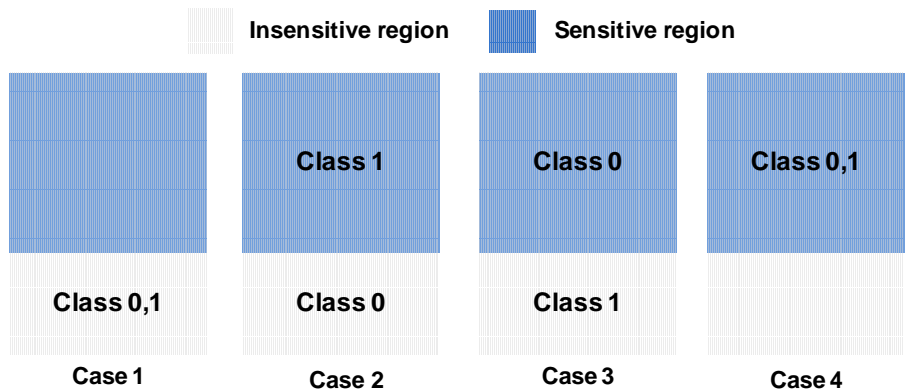 Insensitive region Sensitive region
Class 1 Class 0 Class 0,1
Class 0,1 Class 0 Class 1
Case 1 Case 2 Case 3 Case 4